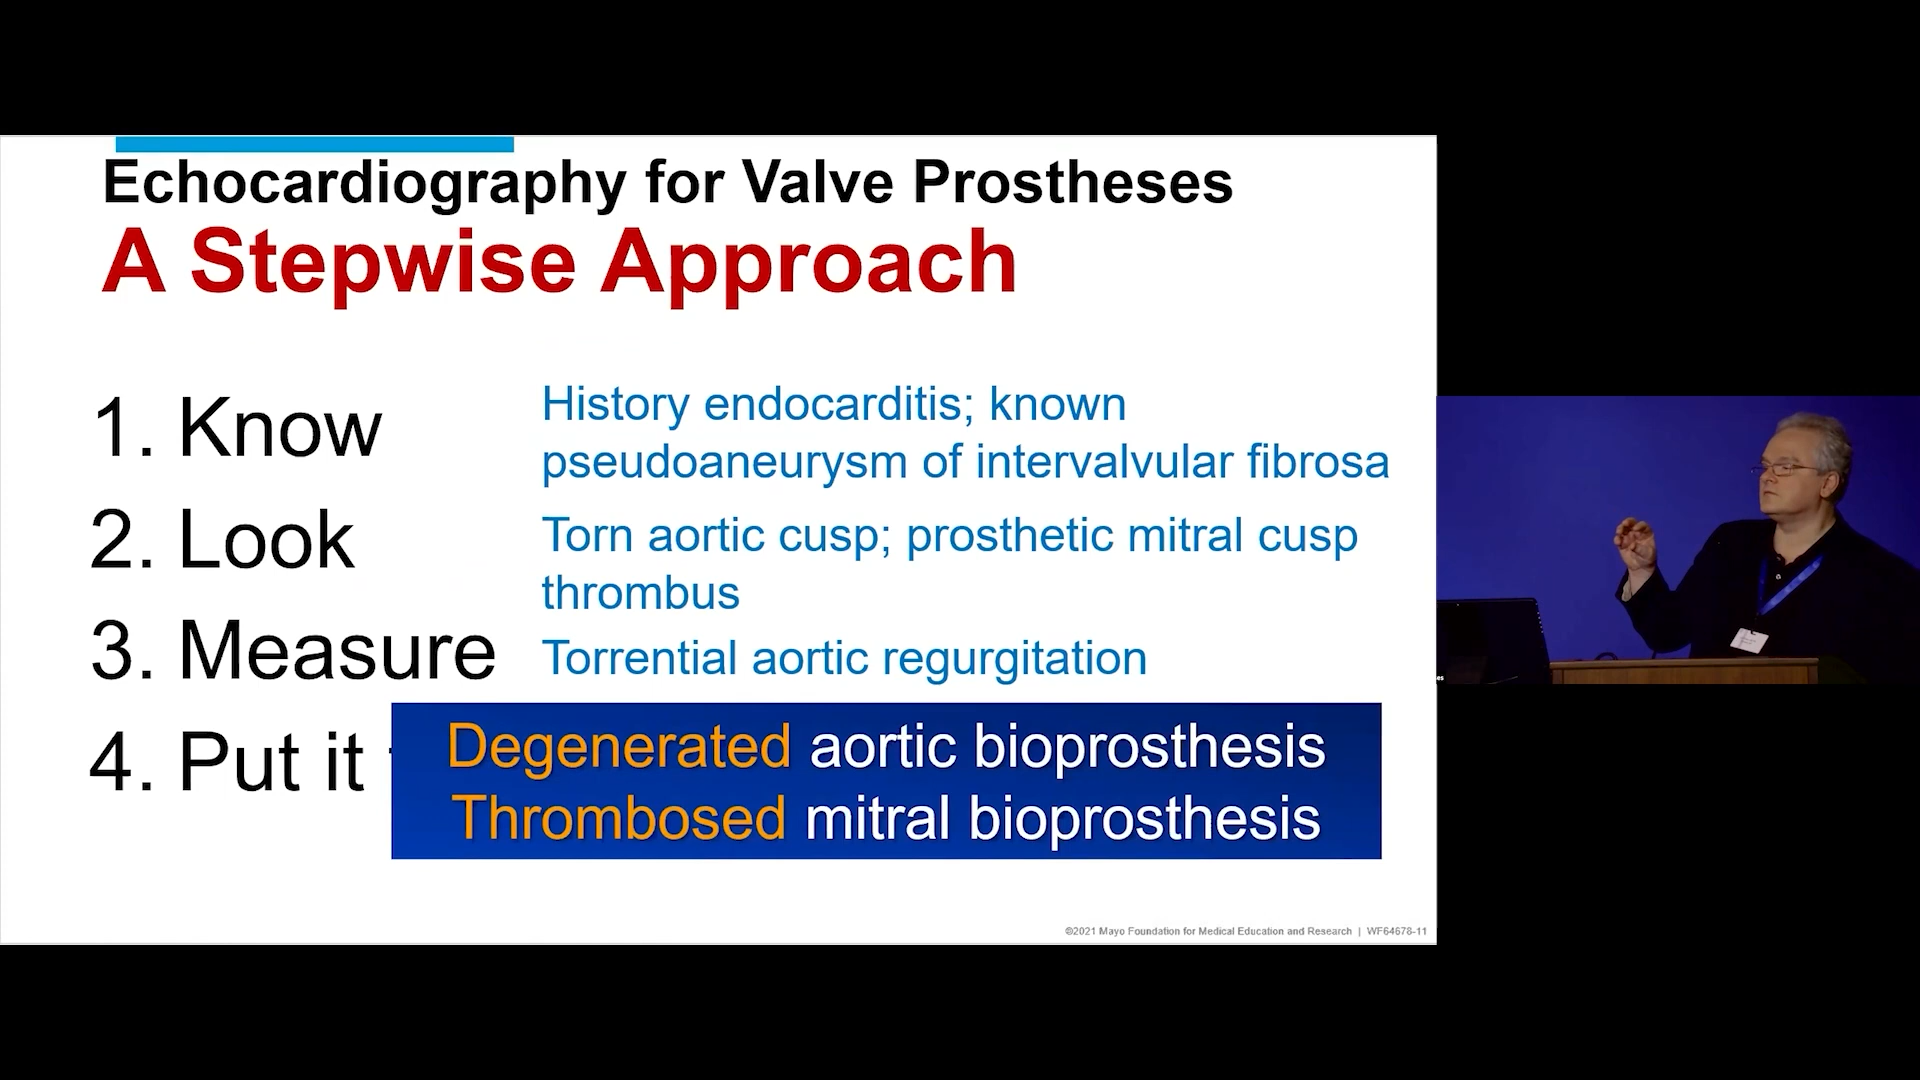 Echocardiography for Valve Prostheses
A Stepwise Approach
1. Know
History endocarditis; known
pseudoaneurysm of intervalvular fibrosa
2. Look
Torn aortic cusp; prosthetic mitral cusp
thrombus
3. Measure
Torrential aortic regurgitation
4. Put it
Degenerated aortic bioprosthesis
Thrombosed mitral bioprosthesis
©2021 Mayo Foundation for Medical Education and Research | WF64678-11